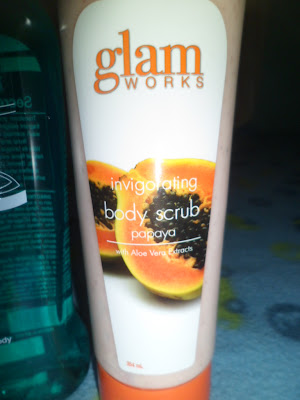 glam
WORKS
invigorating
body scrub
papaya
with Aloe Vera Extracts